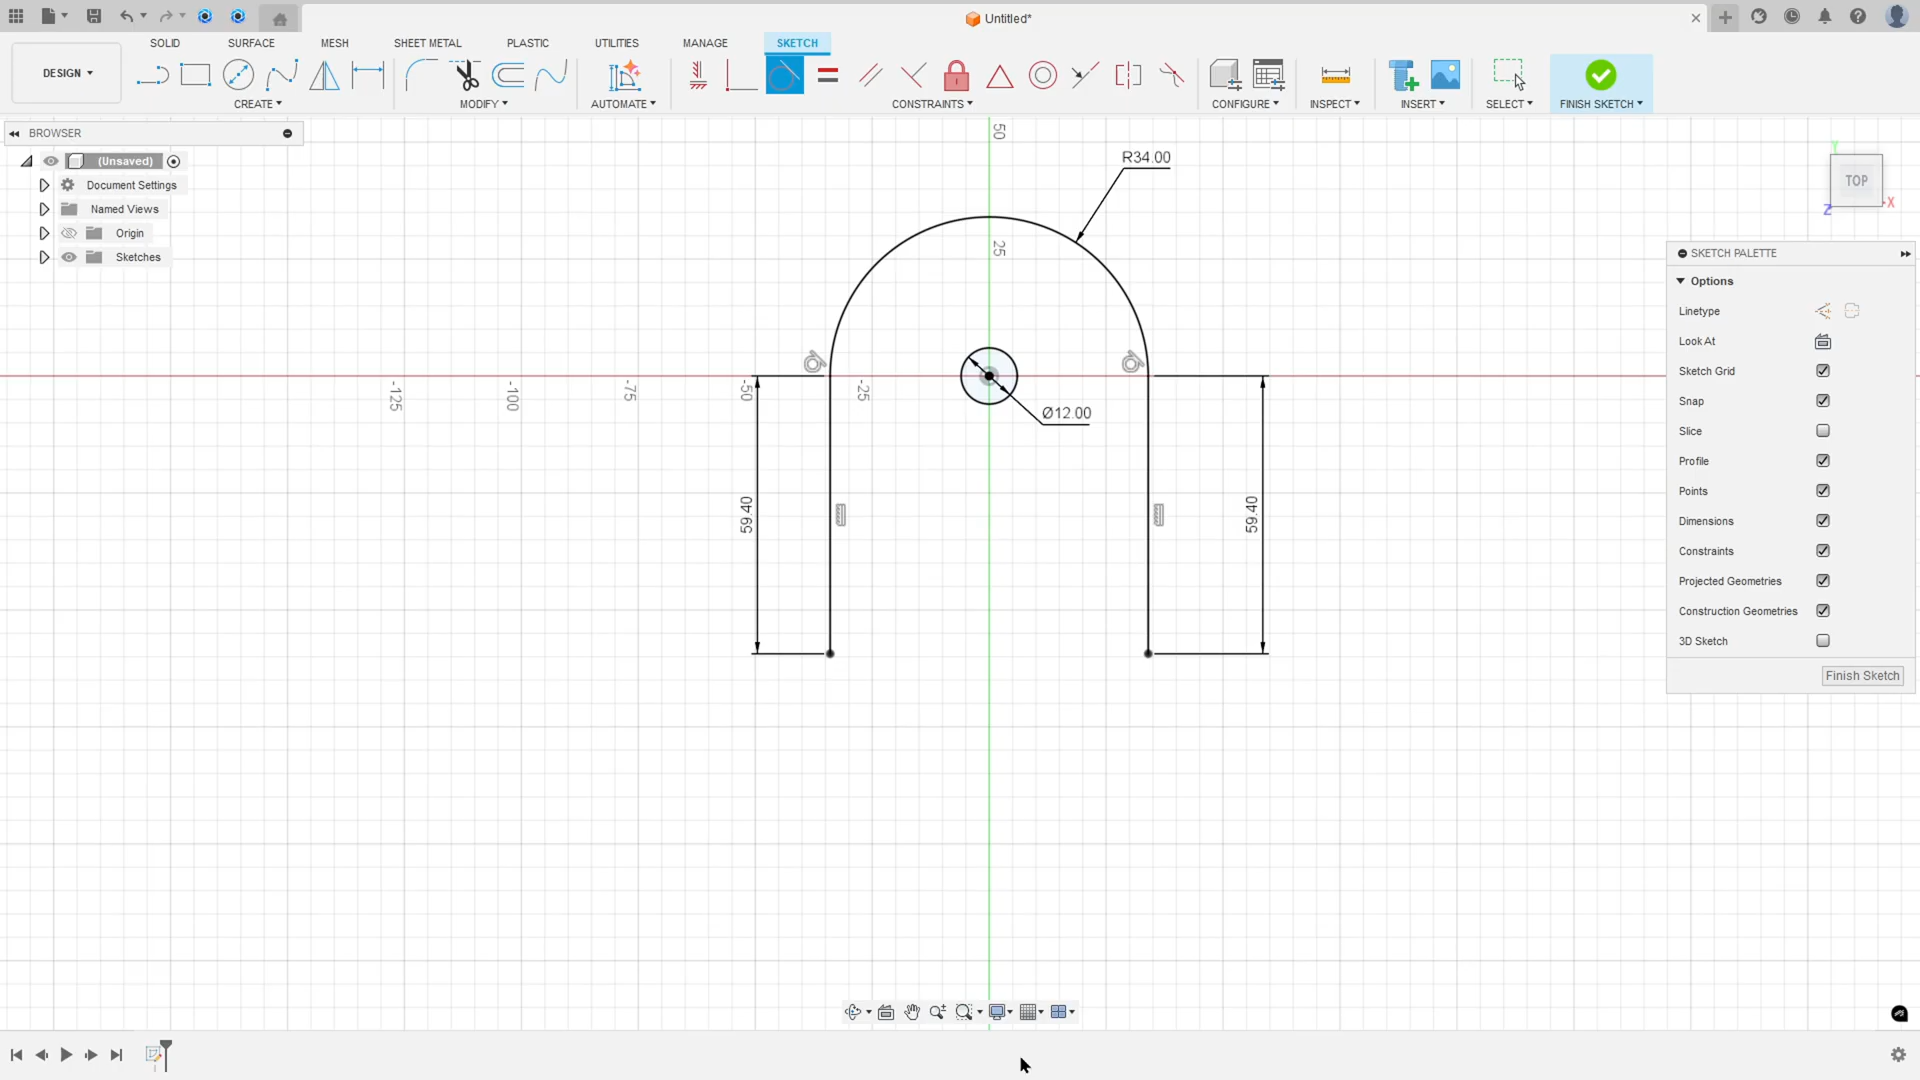 Untitled*
SOLID SURFACE MESH SHEET METAL PLASTIC UTILITIES MANAGE SKETCH
DESIGN
CREATE MODIFY AUTOMATE CONSTRAINTS CONFIGURE INSPECT INSERT SELECT FINISH SKETCH
BROWSER
(Unsaved)
Document Settings
Named Views
Origin
Sketches
50
R34.00
25
-125
-100
-75
-50
-25
Ø12.00
59.40
59.40
Y
TOP
X
Z
SKETCH PALETTE
Options
Linetype
Look At
Sketch Grid
Snap
Slice
Profile
Points
Dimensions
Constraints
Projected Geometries
Construction Geometries
3D Sketch
Finish Sketch